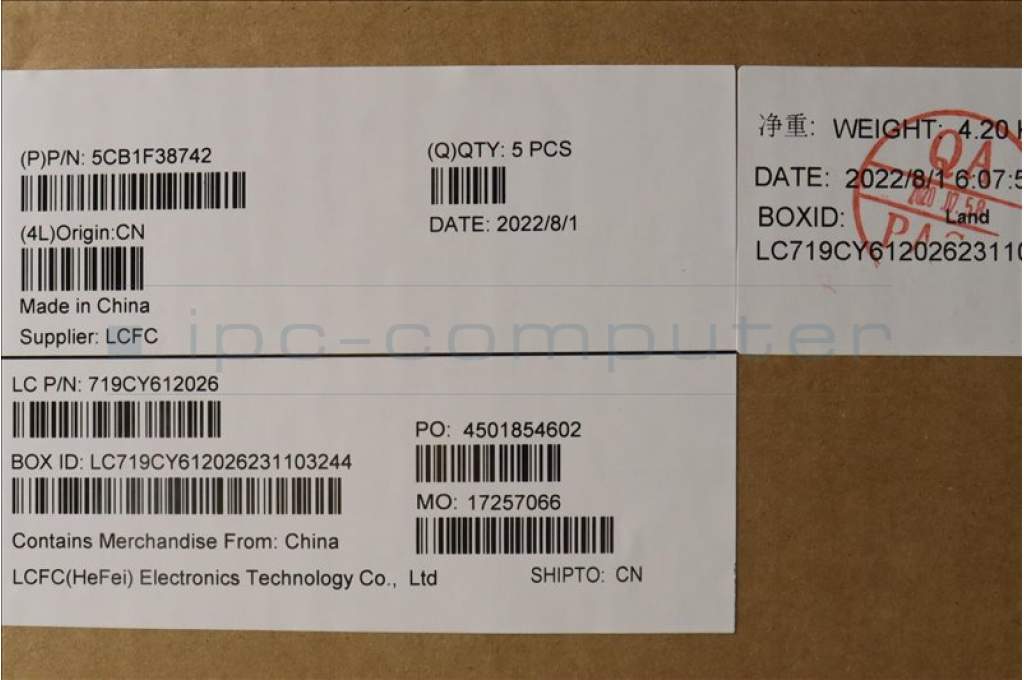 (P)P/N: 5CB1F38742
(Q)QTY: 5 PCS
DATE: 2022/8/1
(4L)Origin:CN
Made in China
Supplier: LCFC
LC P/N: 719CY612026
BOX ID: LC719CY612026231103244
Contains Merchandise From: China
LCFC(HeFei) Electronics Technology Co., Ltd
PO: 4501854602
MO: 17257066
SHIPTO: CN
净重: WEIGHT: 4.20
DATE: 2022/8/1 6:07:5
BOXID: Land
LC719CY61202623110
QA
ipc-computer